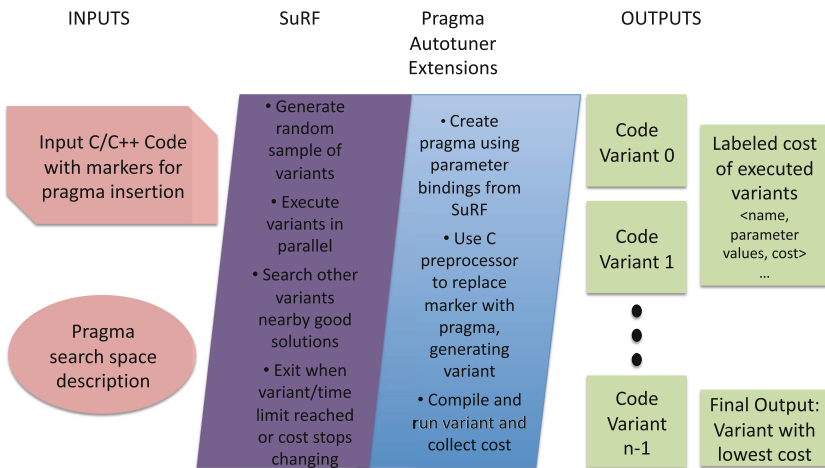 INPUTS
SuRF
Pragma
Autotuner
Extensions
OUTPUTS
Input C/C++ Code
with markers for
pragma insertion
Pragma
search space
description
• Generate
random
sample of
variants
• Execute
variants in
parallel
• Search other
variants
nearby good
solutions
• Exit when
variant/time
limit reached
or cost stops
changing
• Create
pragma using
parameter
bindings from
SuRF
• Use C
preprocessor
to replace
marker with
pragma,
generating
variant
• Compile and
run variant and
collect cost
Code
Variant 0
Code
Variant 1
Code
Variant
n-1
Labeled cost
of executed
variants
<name,
parameter
values, cost>
...
Final Output:
Variant with
lowest cost